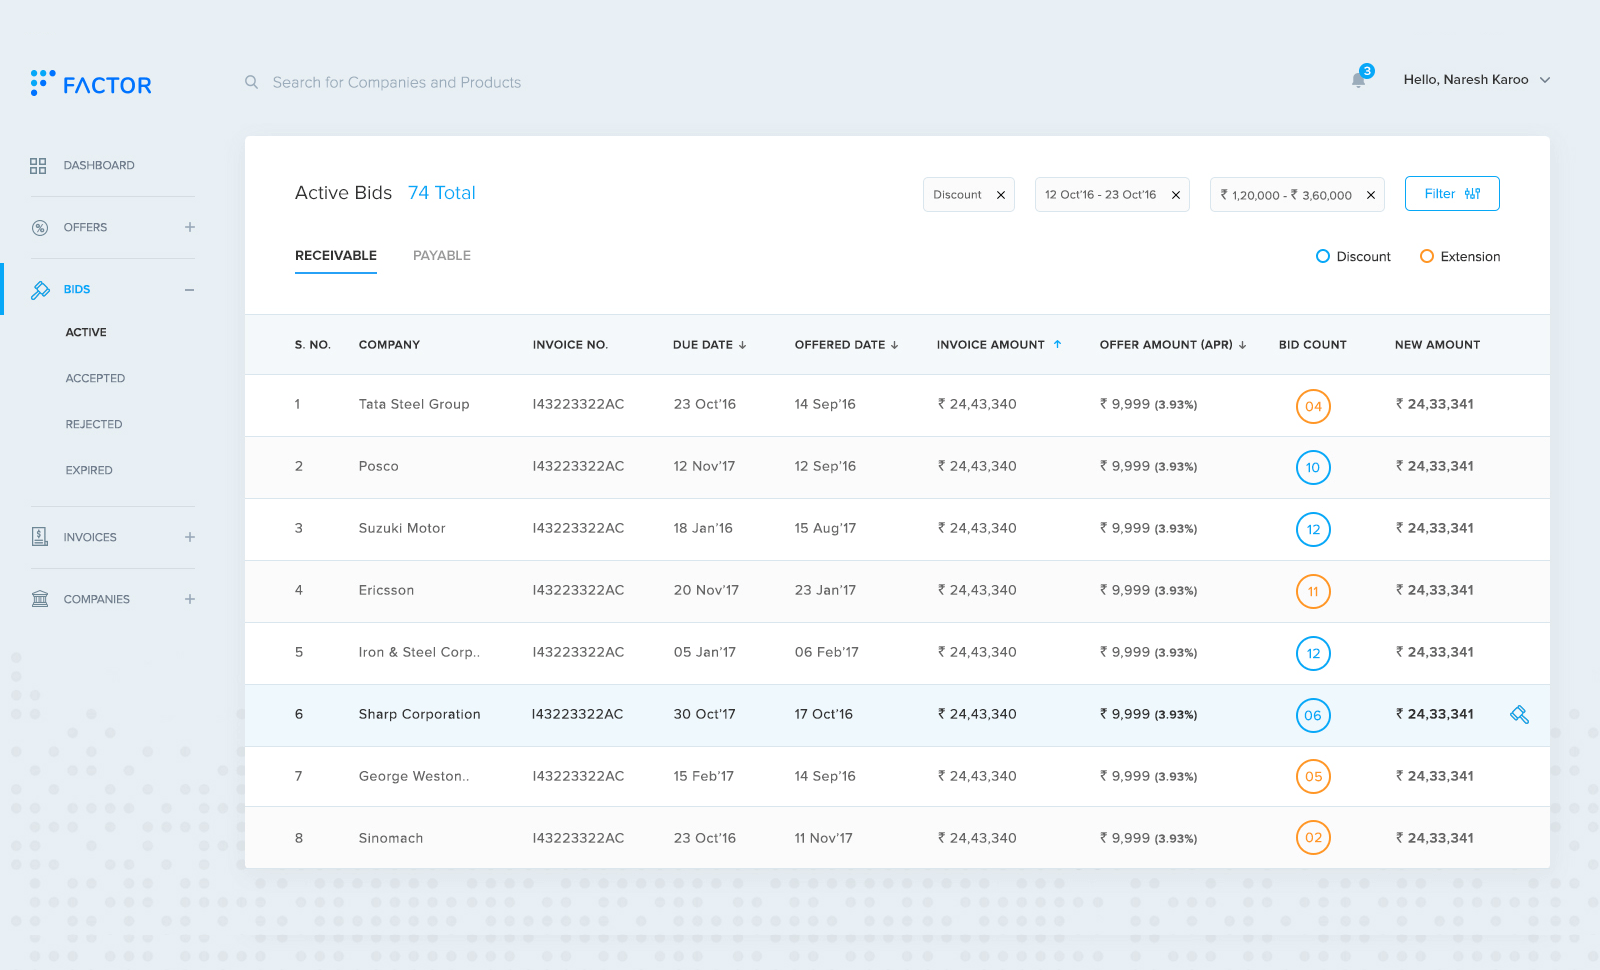 FACTOR
Search for Companies and Products
3
Hello, Naresh Karoo
DASHBOARD
OFFERS
BIDS
ACTIVE
ACCEPTED
REJECTED
EXPIRED
INVOICES
COMPANIES
Active Bids 74 Total
Discount
12 Oct'16 - 23 Oct'16
₹ 1,20,000 - ₹ 3,60,000
Filter
RECEIVABLE PAYABLE
Discount Extension
S. NO. COMPANY INVOICE NO. DUE DATE ↓ OFFERED DATE ↓ INVOICE AMOUNT ↑ OFFER AMOUNT (APR) ↓ BID COUNT NEW AMOUNT
1 Tata Steel Group I43223322AC 23 Oct'16 14 Sep'16 ₹ 24,43,340 ₹ 9,999 (3.93%) 04 ₹ 24,33,341
2 Posco I43223322AC 12 Nov'17 12 Sep'16 ₹ 24,43,340 ₹ 9,999 (3.93%) 10 ₹ 24,33,341
3 Suzuki Motor I43223322AC 18 Jan'16 15 Aug'17 ₹ 24,43,340 ₹ 9,999 (3.93%) 12 ₹ 24,33,341
4 Ericsson I43223322AC 20 Nov'17 23 Jan'17 ₹ 24,43,340 ₹ 9,999 (3.93%) 11 ₹ 24,33,341
5 Iron & Steel Corp.. I43223322AC 05 Jan'17 06 Feb'17 ₹ 24,43,340 ₹ 9,999 (3.93%) 12 ₹ 24,33,341
6 Sharp Corporation I43223322AC 30 Oct'17 17 Oct'16 ₹ 24,43,340 ₹ 9,999 (3.93%) 06 ₹ 24,33,341
7 George Weston.. I43223322AC 15 Feb'17 14 Sep'16 ₹ 24,43,340 ₹ 9,999 (3.93%) 05 ₹ 24,33,341
8 Sinomach I43223322AC 23 Oct'16 11 Nov'17 ₹ 24,43,340 ₹ 9,999 (3.93%) 02 ₹ 24,33,341